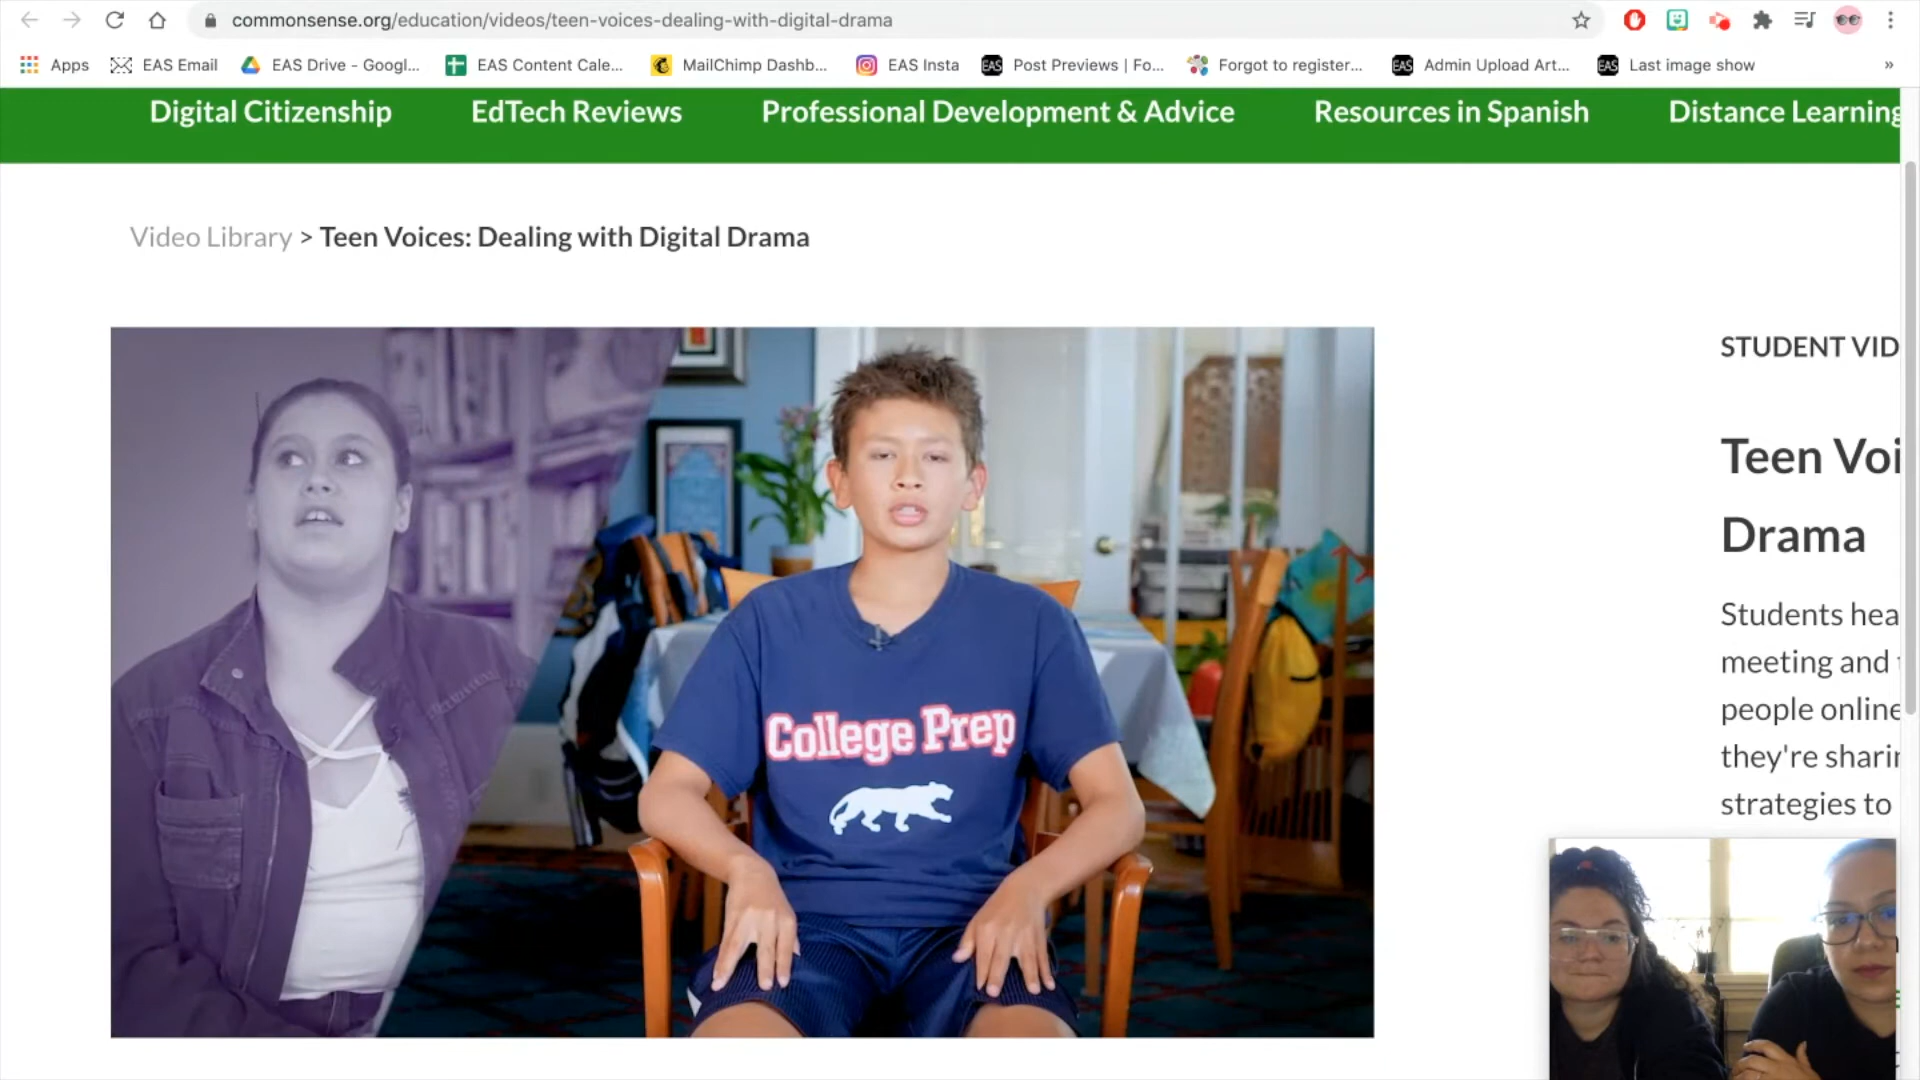 commonsense.org/education/videos/teen-voices-dealing-with-digital-drama
Apps EAS Email EAS Drive - Googl... EAS Content Cale... MailChimp Dashb... EAS Insta EAS Post Previews | Fo... Forgot to register... EAS Admin Upload Art... EAS Last image show »
Digital Citizenship EdTech Reviews Professional Development & Advice Resources in Spanish Distance Learning
Video Library > Teen Voices: Dealing with Digital Drama
College Prep
STUDENT VID
Teen Voi
Drama
Students hea
meeting and
people online
they're sharin
strategies to